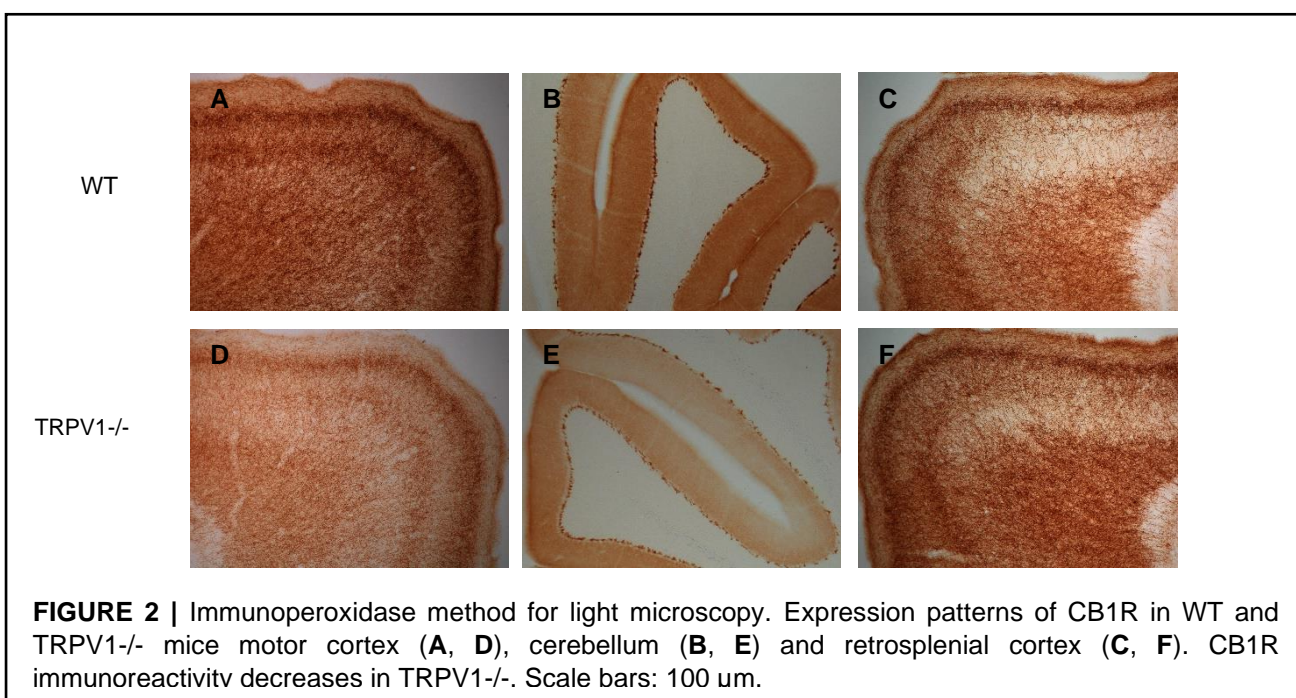 A B C
WT
D E F
TRPV1-/-
FIGURE 2 | Immunoperoxidase method for light microscopy. Expression patterns of CB1R in WT and
TRPV1-/- mice motor cortex (A, D), cerebellum (B, E) and retrosplenial cortex (C, F). CB1R
immunoreactivity decreases in TRPV1-/-. Scale bars: 100 µm.